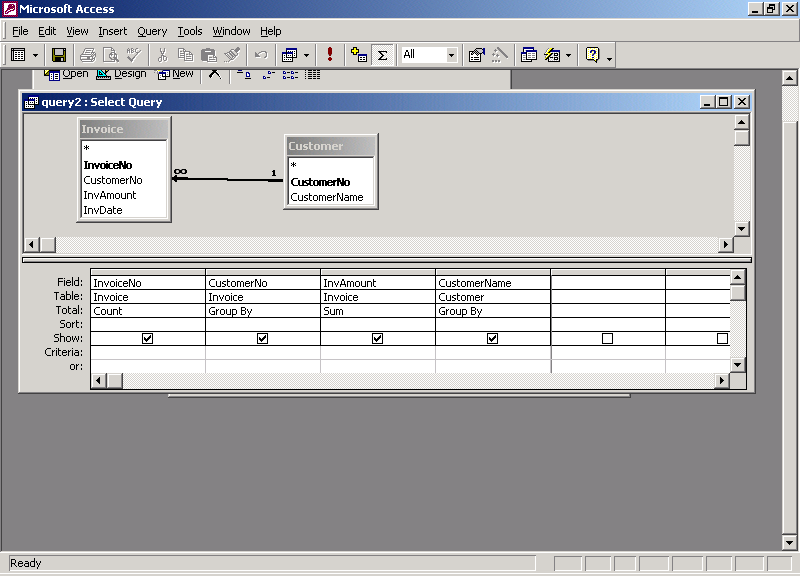 Microsoft Access
File Edit View Insert Query Tools Window Help
ABC Σ All
Open Design New
query2 : Select Query
Invoice
*
InvoiceNo
CustomerNo
InvAmount
InvDate
∞ 1
Customer
*
CustomerNo
CustomerName
Field: InvoiceNo CustomerNo InvAmount CustomerName
Table: Invoice Invoice Invoice Customer
Total: Count Group By Sum Group By
Sort:
Show:
Criteria:
or:
Ready